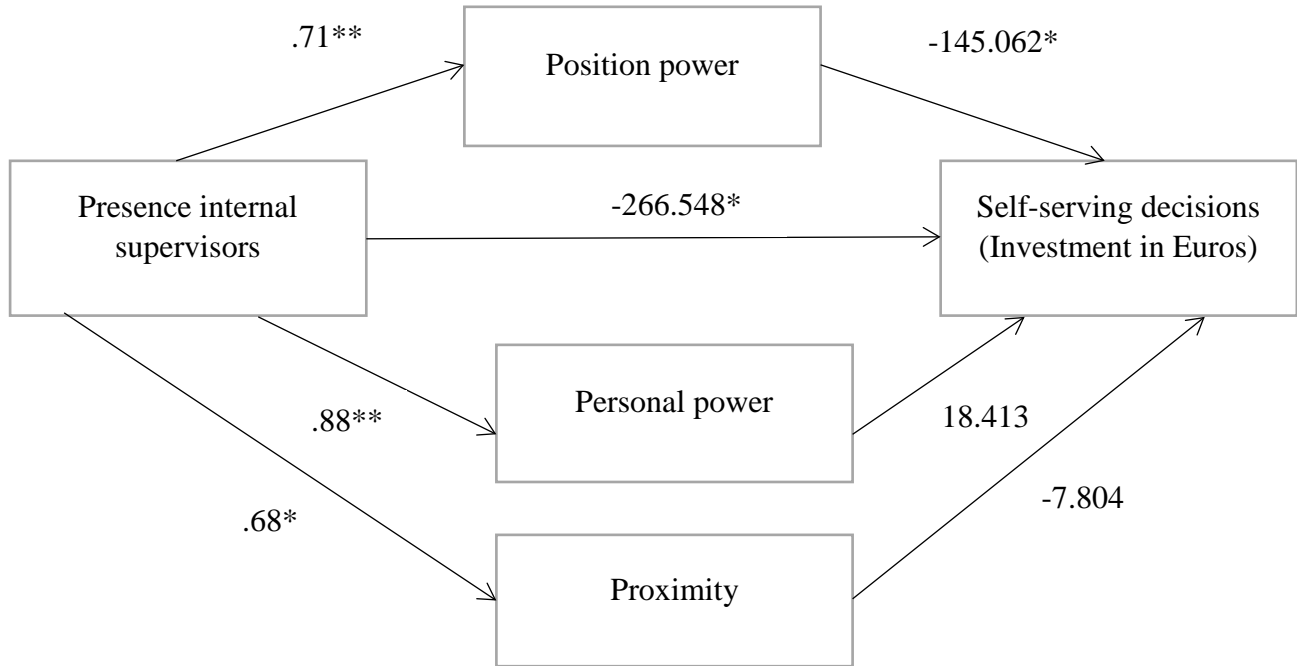 .71**
Position power
-145.062*
Presence internal
supervisors
-266.548*
Self-serving decisions
(Investment in Euros)
.88**
Personal power
18.413
.68*
Proximity
-7.804